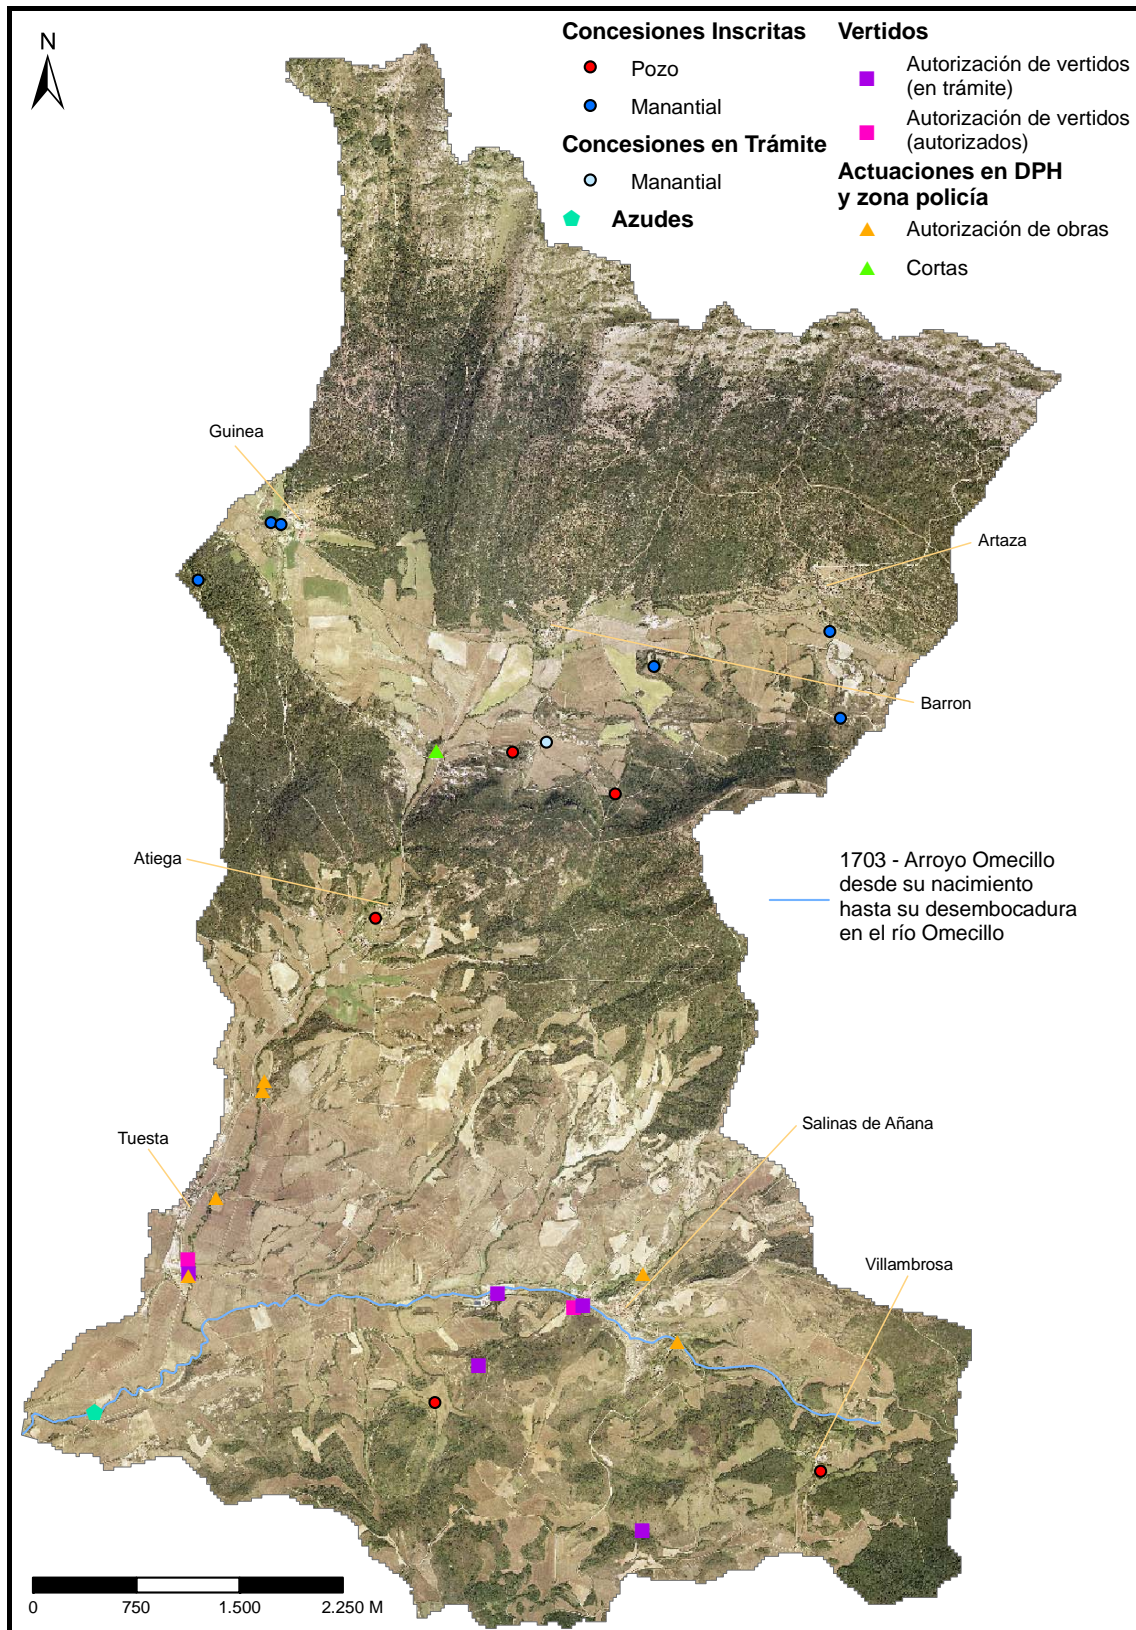 N
Concesiones Inscritas
Pozo
Manantial
Concesiones en Trámite
Manantial
Azudes
Vertidos
Autorización de vertidos
(en trámite)
Autorización de vertidos
(autorizados)
Actuaciones en DPH
y zona policía
Autorización de obras
Cortas
Guinea
Artaza
Barron
Atiega
1703 - Arroyo Omecillo
desde su nacimiento
hasta su desembocadura
en el río Omecillo
Salinas de Añana
Tuesta
Villambrosa
0 750 1.500 2.250 M